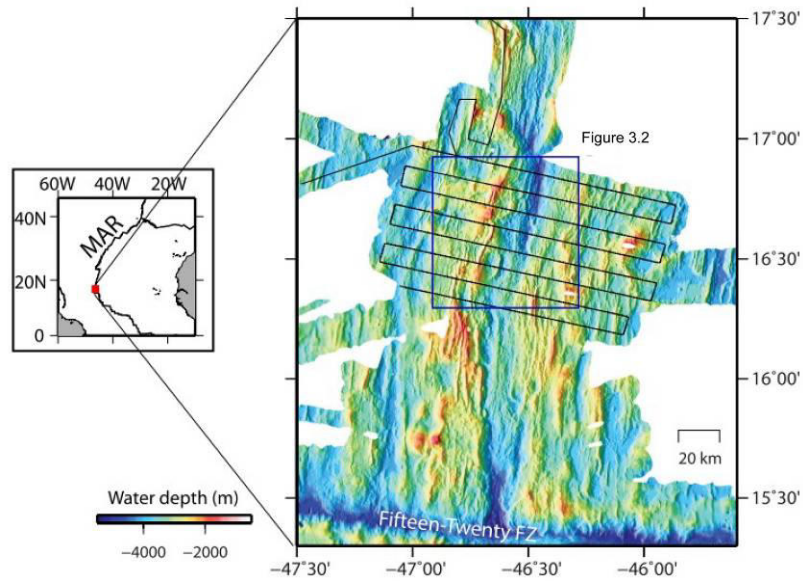 60W 40W 20W
40N
20N
0
MAR
Water depth (m)
−4000 −2000
Figure 3.2
20 km
Fifteen-Twenty FZ
17°30'
17°00'
16°30'
16°00'
15°30'
−47°30' −47°00' −46°30' −46°00'